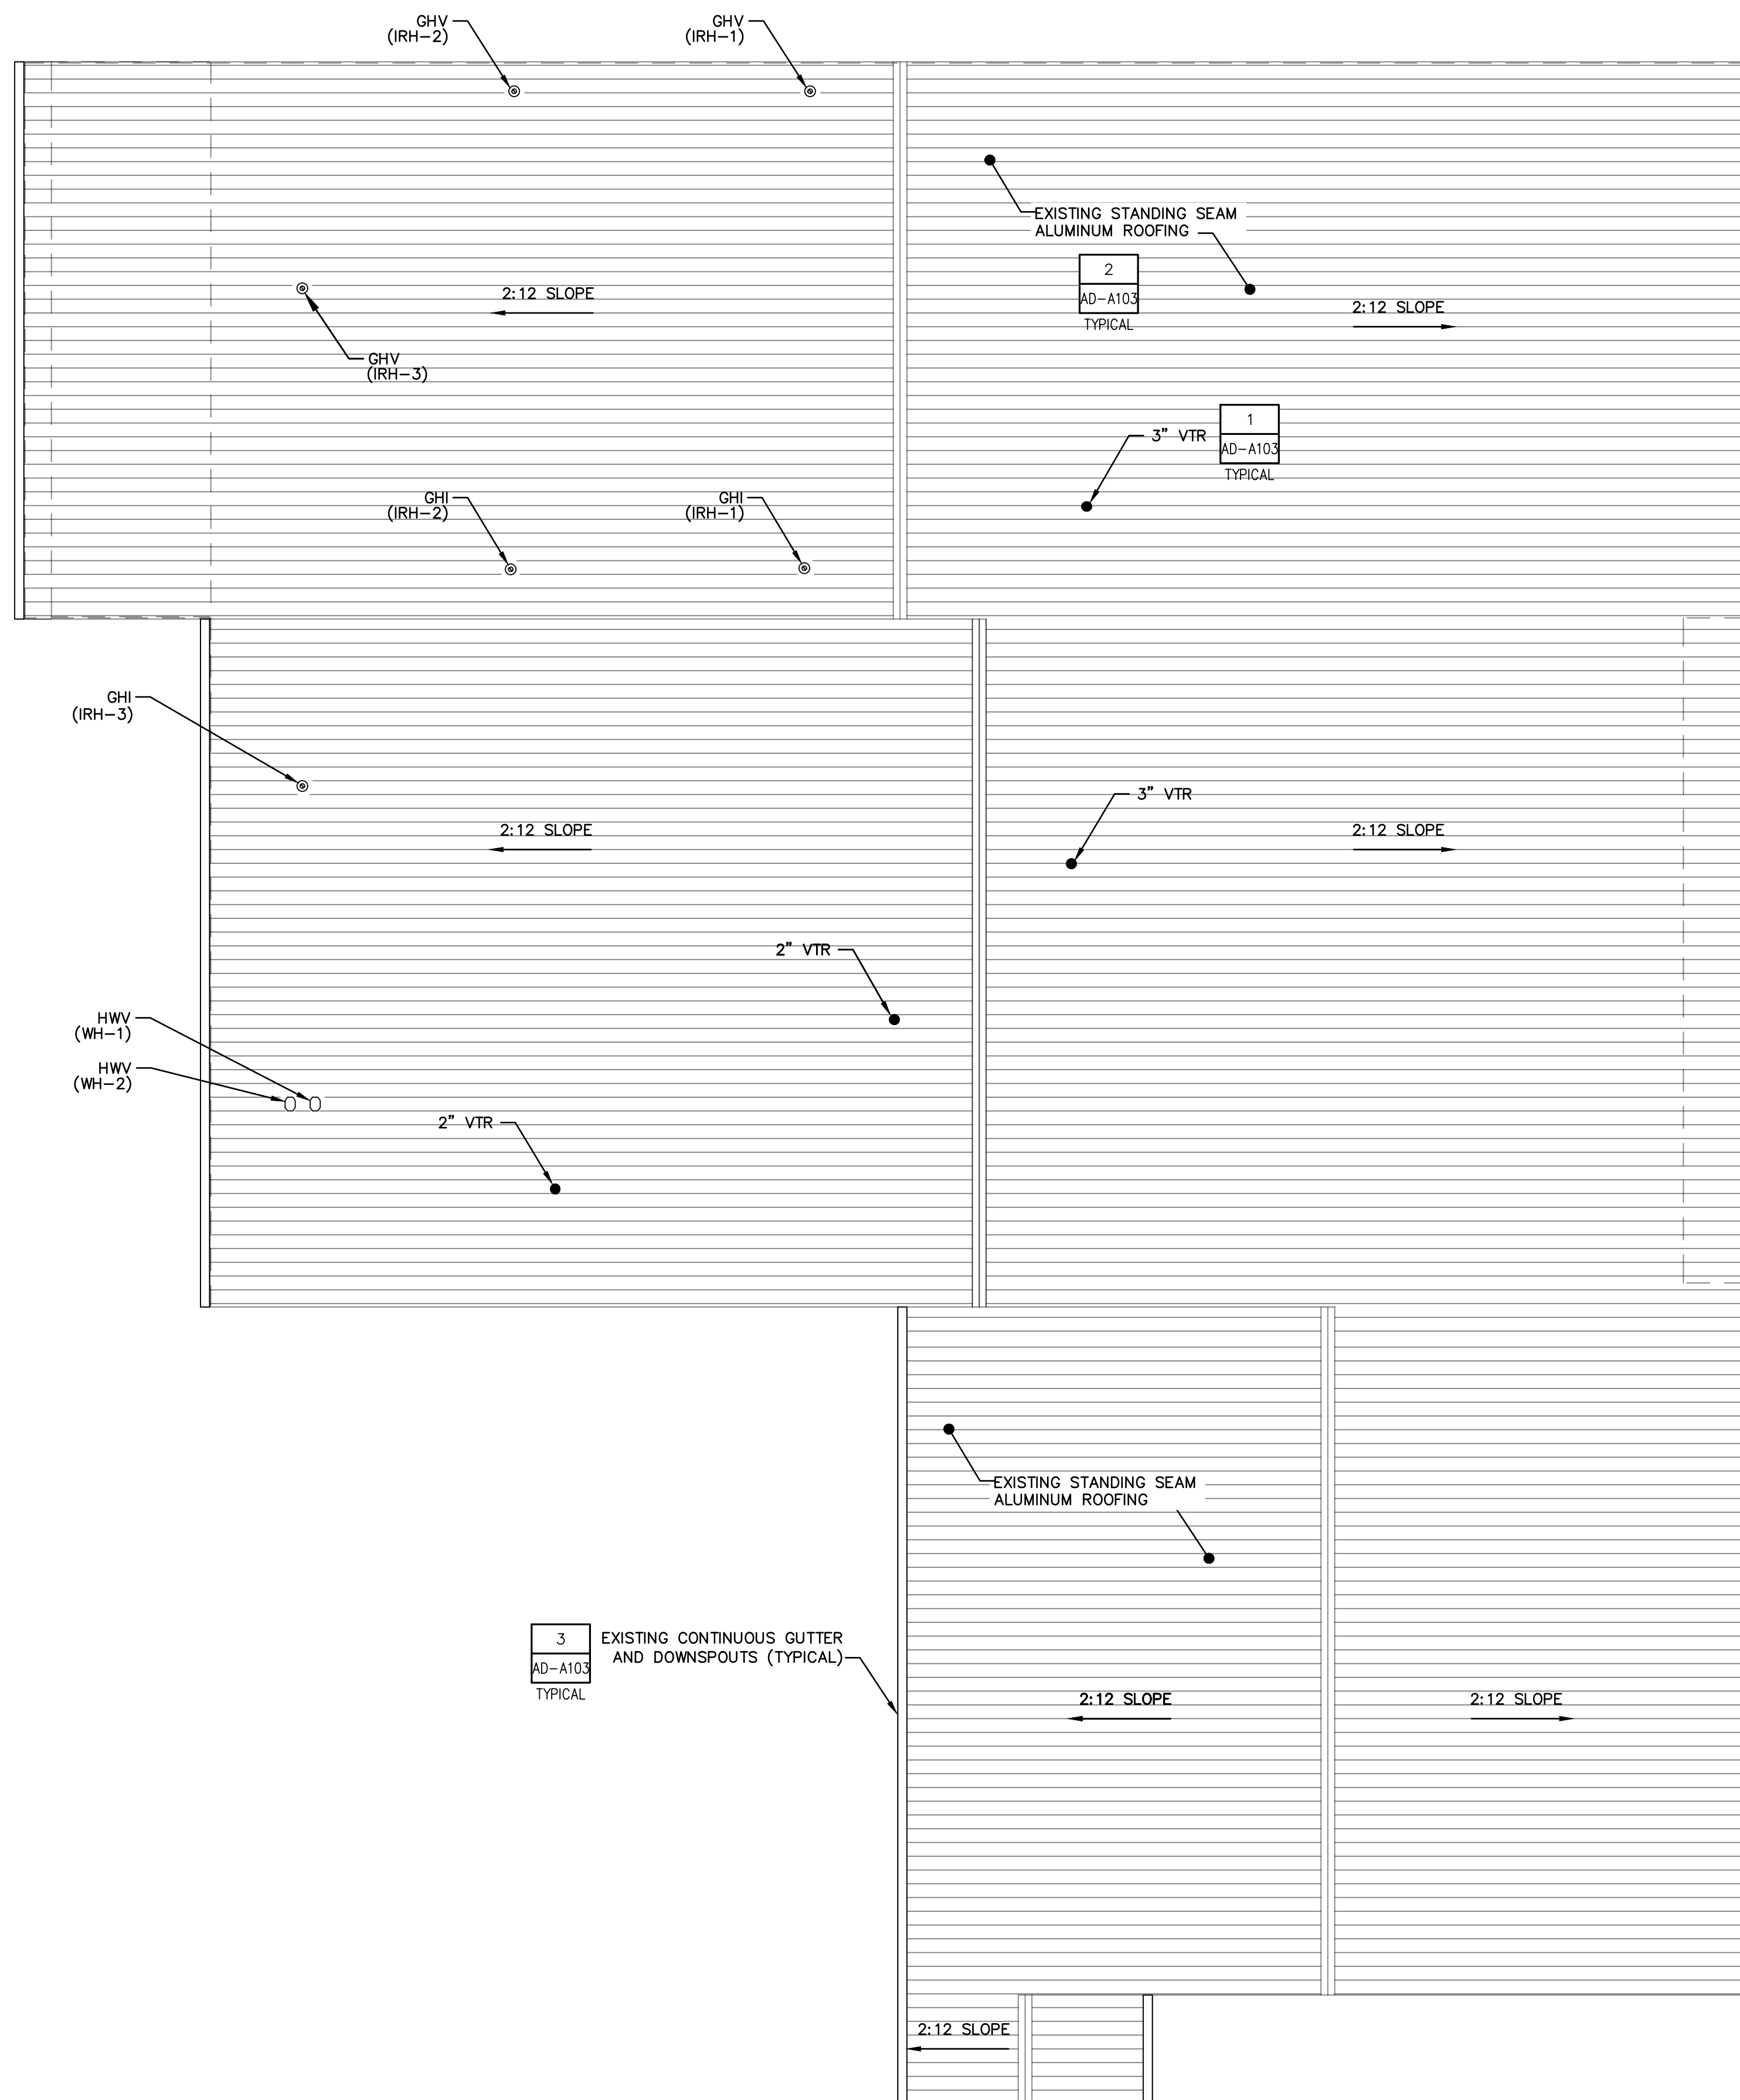 GHV
(IRH-2)
GHV
(IRH-1)
EXISTING STANDING SEAM
ALUMINUM ROOFING
2
AD-A103
TYPICAL
2:12 SLOPE
2:12 SLOPE
GHV
(IRH-3)
1
AD-A103
TYPICAL
3" VTR
GHI
(IRH-2)
GHI
(IRH-1)
GHI
(IRH-3)
3" VTR
2:12 SLOPE
2:12 SLOPE
2" VTR
HWV
(WH-1)
HWV
(WH-2)
2" VTR
EXISTING STANDING SEAM
ALUMINUM ROOFING
3
AD-A103
TYPICAL
EXISTING CONTINUOUS GUTTER
AND DOWNSPOUTS (TYPICAL)
2:12 SLOPE
2:12 SLOPE
2:12 SLOPE